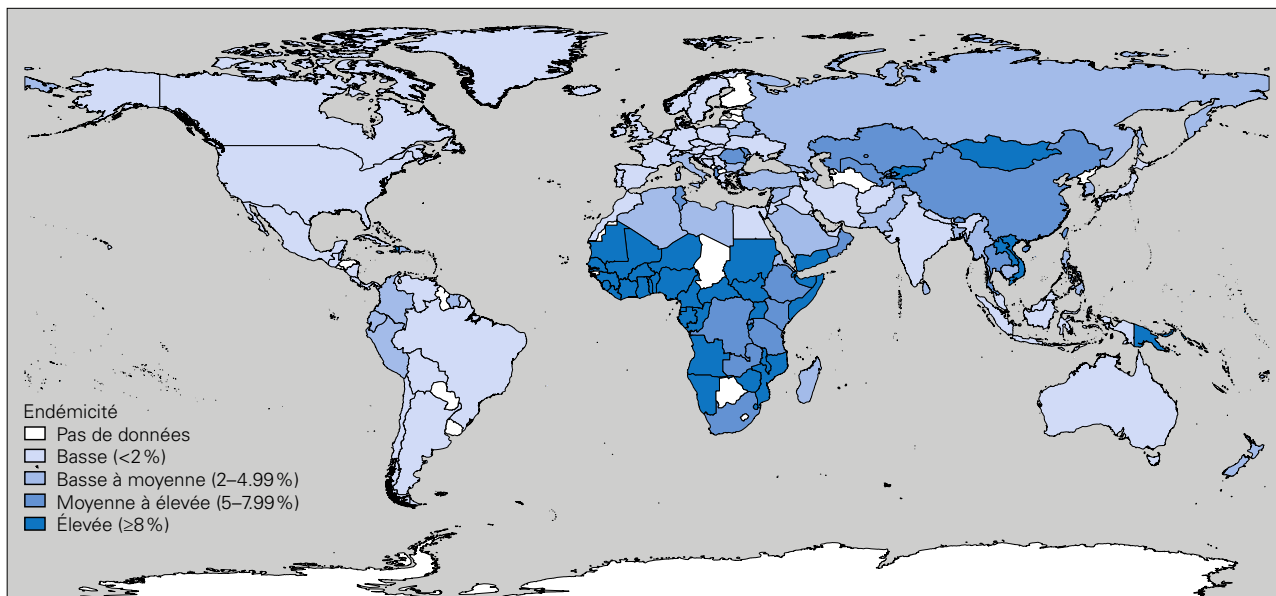 Endémicité
Pas de données
Basse (<2 %)
Basse à moyenne (2–4.99 %)
Moyenne à élevée (5–7.99 %)
Élevée (≥8 %)